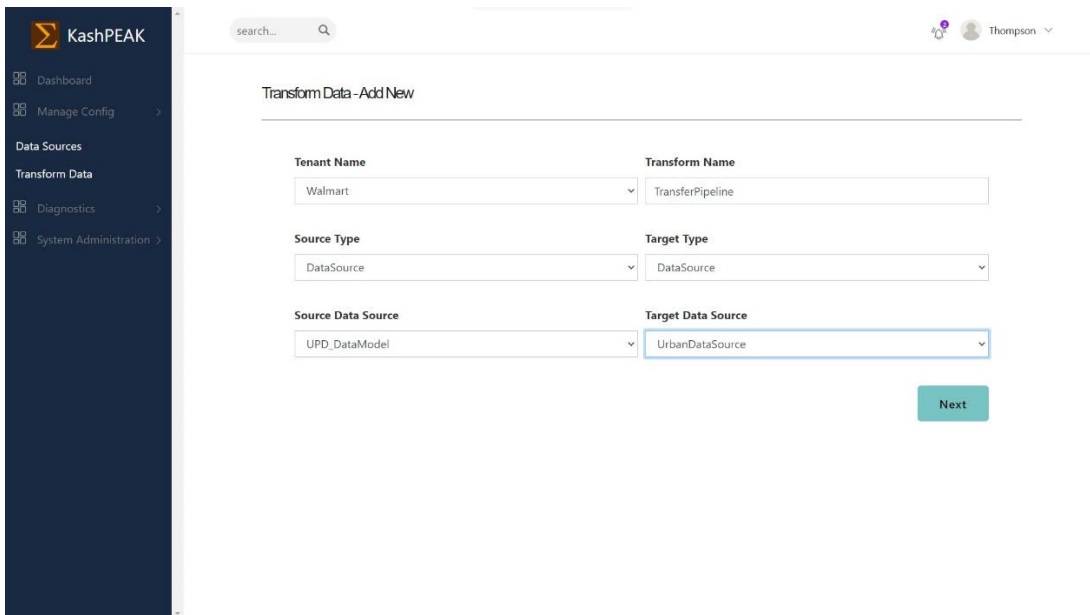 KashPEAK
search...
2
Thompson
Dashboard
Manage Config
Data Sources
Transform Data
Diagnostics
System Administration
Transform Data - Add New
Tenant Name
Transform Name
Walmart
TransferPipeline
Source Type
Target Type
DataSource
DataSource
Source Data Source
Target Data Source
UPD_DataModel
UrbanDataSource
Next